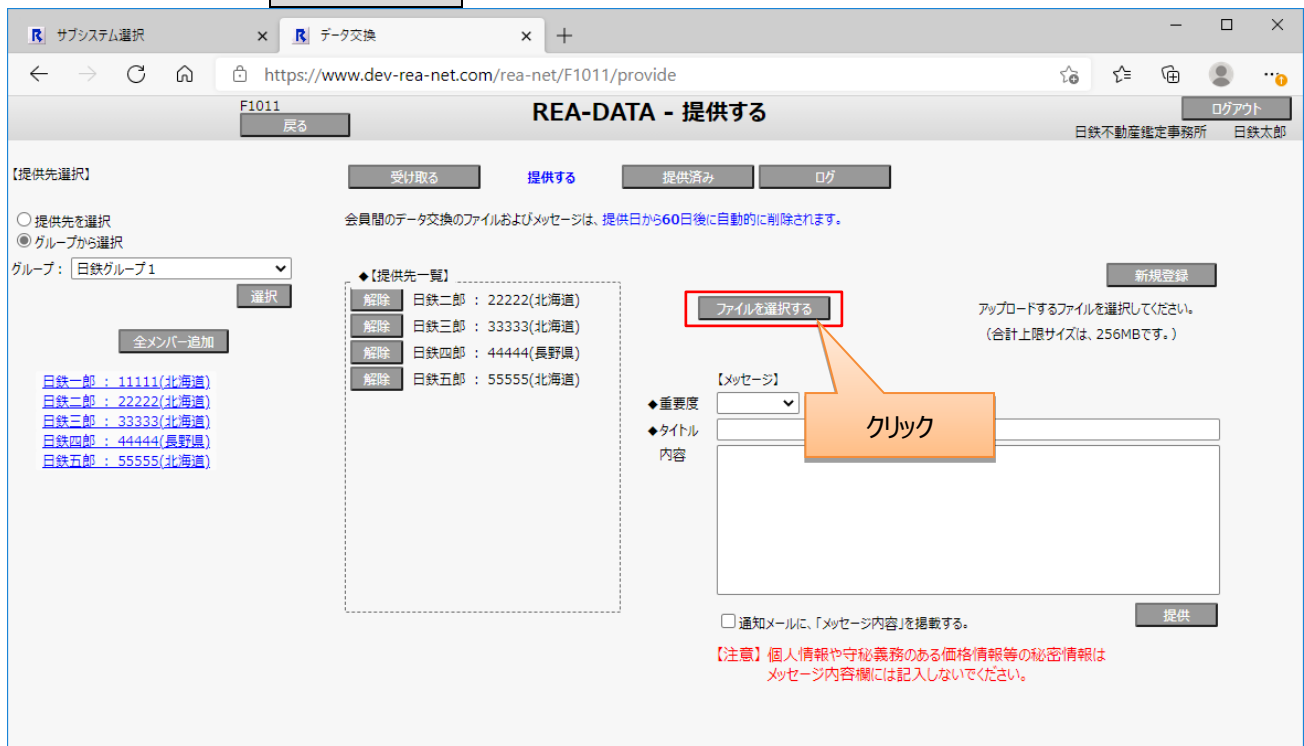 サブシステム選択
データ交換
https://www.dev-rea-net.com/rea-net/F1011/provide
F1011
戻る
REA-DATA - 提供する
ログアウト
日鉄不動産鑑定事務所 日鉄太郎
【提供先選択】
受け取る 提供する 提供済み ログ
○提供先を選択
◉グループから選択
グループ： 日鉄グループ1
選択
全メンバー追加
日鉄一郎 ： 11111(北海道)
日鉄二郎 ： 22222(北海道)
日鉄三郎 ： 33333(北海道)
日鉄四郎 ： 44444(長野県)
日鉄五郎 ： 55555(北海道)
会員間のデータ交換のファイルおよびメッセージは、提供日から60日後に自動的に削除されます。
◆【提供先一覧】
解除 日鉄二郎 ： 22222(北海道)
解除 日鉄三郎 ： 33333(北海道)
解除 日鉄四郎 ： 44444(長野県)
解除 日鉄五郎 ： 55555(北海道)
新規登録
ファイルを選択する
アップロードするファイルを選択してください。
（合計上限サイズは、256MBです。）
クリック
【メッセージ】
◆重要度
◆タイトル
内容
提供
通知メールに、「メッセージ内容」を掲載する。
【注意】個人情報や守秘義務のある価格情報等の秘密情報は
メッセージ内容欄には記入しないでください。